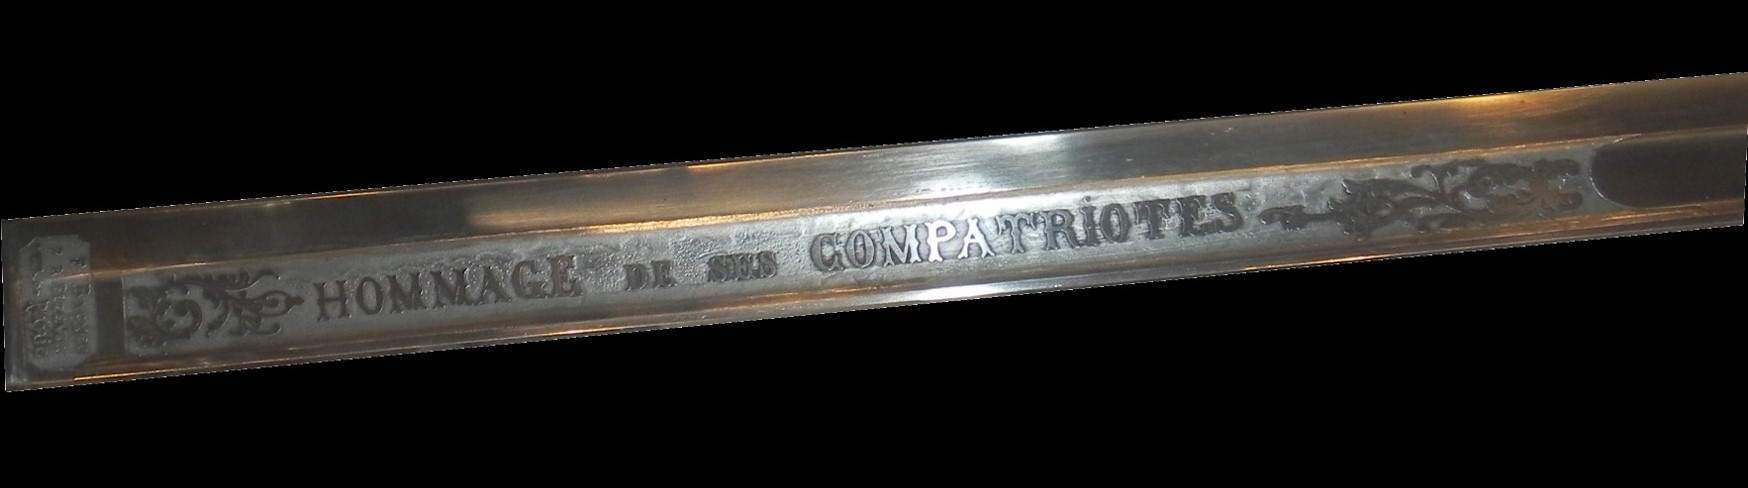 HOMMAGE DE SES COMPATRIOTES